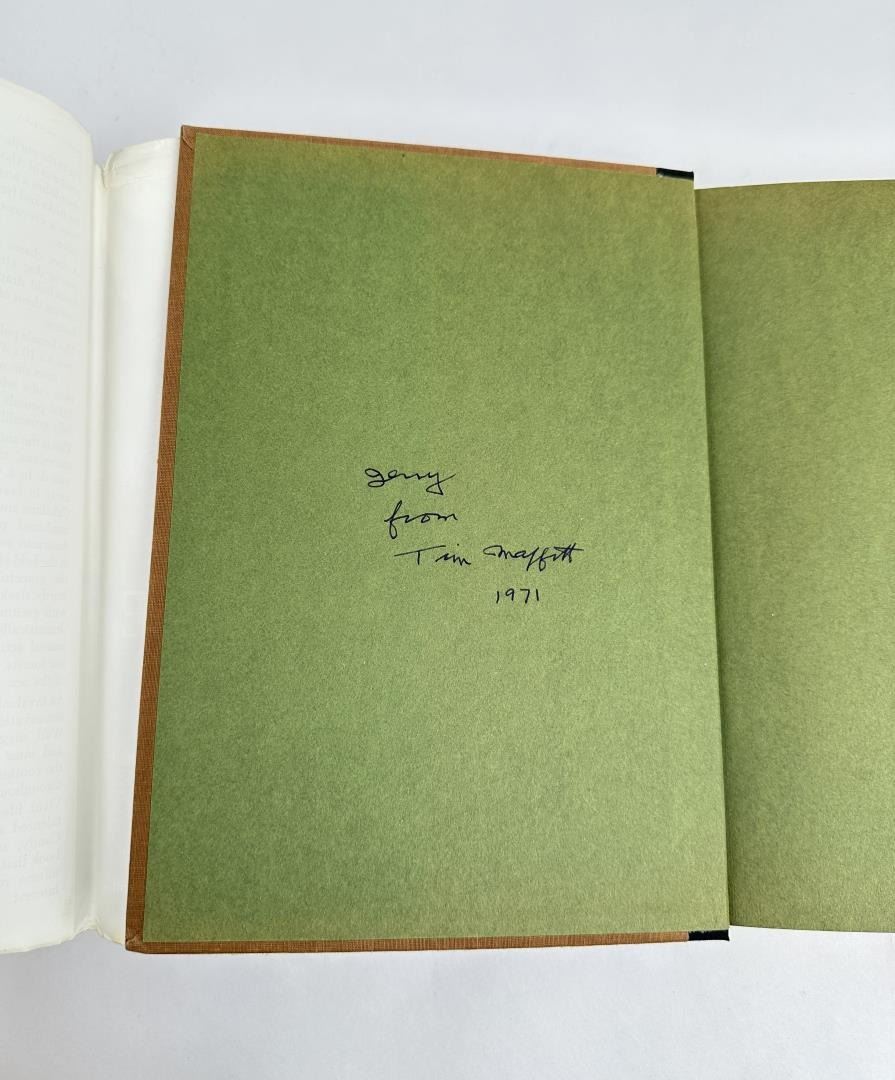 Jerry
from
Tim Maffitt
1971